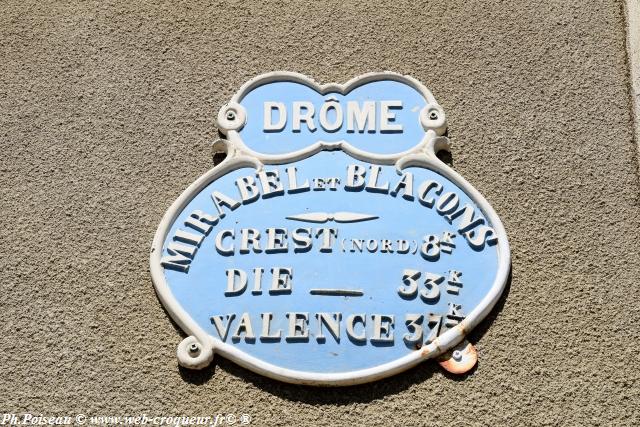 DRÔME
MIRABEL ET BLACONS
CREST (NORD) 8K
DIE — 33K
VALENCE 37K
Ph.Poiseau © www-web-croqueur.fr © ®